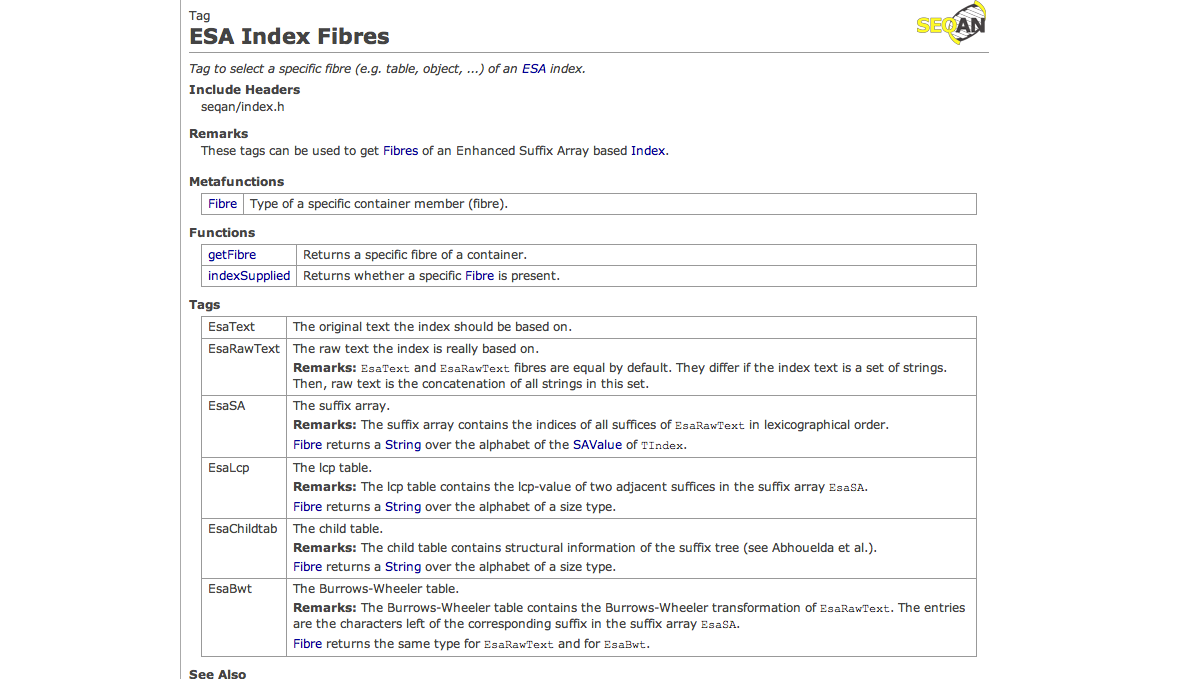 Tag
SEQAN
ESA Index Fibres
Tag to select a specific fibre (e.g. table, object, ...) of an ESA index.
Include Headers
seqan/index.h
Remarks
These tags can be used to get Fibres of an Enhanced Suffix Array based Index.
Metafunctions
Fibre Type of a specific container member (fibre).
Functions
getFibre Returns a specific fibre of a container.
indexSupplied Returns whether a specific Fibre is present.
Tags
EsaText The original text the index should be based on.
EsaRawText The raw text the index is really based on.
Remarks: EsaText and EsaRawText fibres are equal by default. They differ if the index text is a set of strings.
Then, raw text is the concatenation of all strings in this set.
EsaSA The suffix array.
Remarks: The suffix array contains the indices of all suffices of EsaRawText in lexicographical order.
Fibre returns a String over the alphabet of the SAValue of TIndex.
EsaLcp The lcp table.
Remarks: The lcp table contains the lcp-value of two adjacent suffices in the suffix array EsaSA.
Fibre returns a String over the alphabet of a size type.
EsaChildtab The child table.
Remarks: The child table contains structural information of the suffix tree (see Abhouelda et al.).
Fibre returns a String over the alphabet of a size type.
EsaBwt The Burrows-Wheeler table.
Remarks: The Burrows-Wheeler table contains the Burrows-Wheeler transformation of EsaRawText. The entries
are the characters left of the corresponding suffix in the suffix array EsaSA.
Fibre returns the same type for EsaRawText and for EsaBwt.
See Also